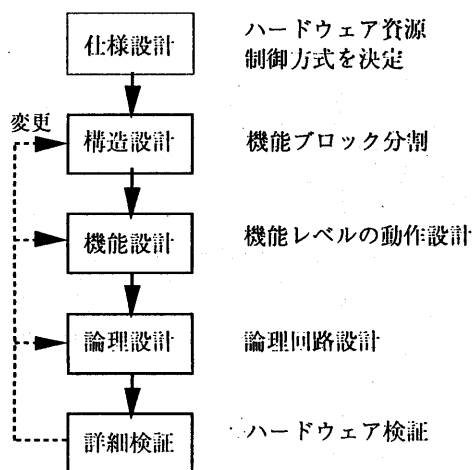 仕様設計
ハードウェア資源
制御方式を決定
変更
構造設計
機能ブロック分割
機能設計
機能レベルの動作設計
論理設計
論理回路設計
詳細検証
ハードウェア検証